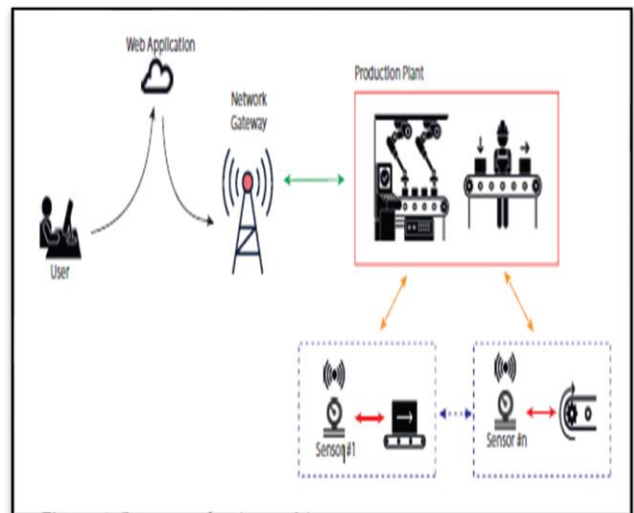 Web Application
Network
Gateway
Production Plant
User
Sensor#1
Sensor #n